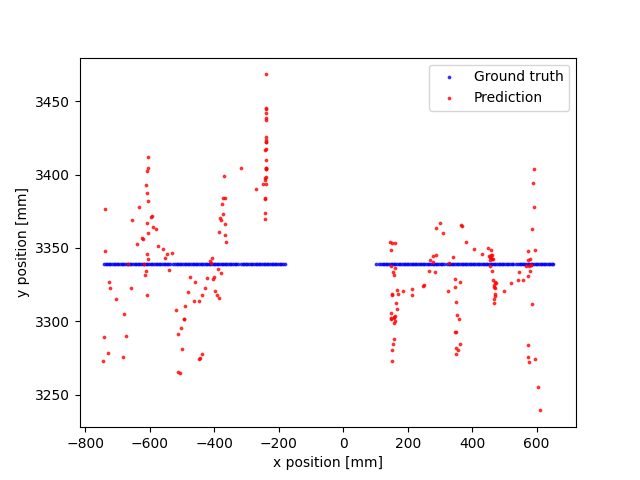 Ground truth
Prediction
3450
3400
3350
3300
3250
y position [mm]
−800 −600 −400 −200 0 200 400 600
x position [mm]